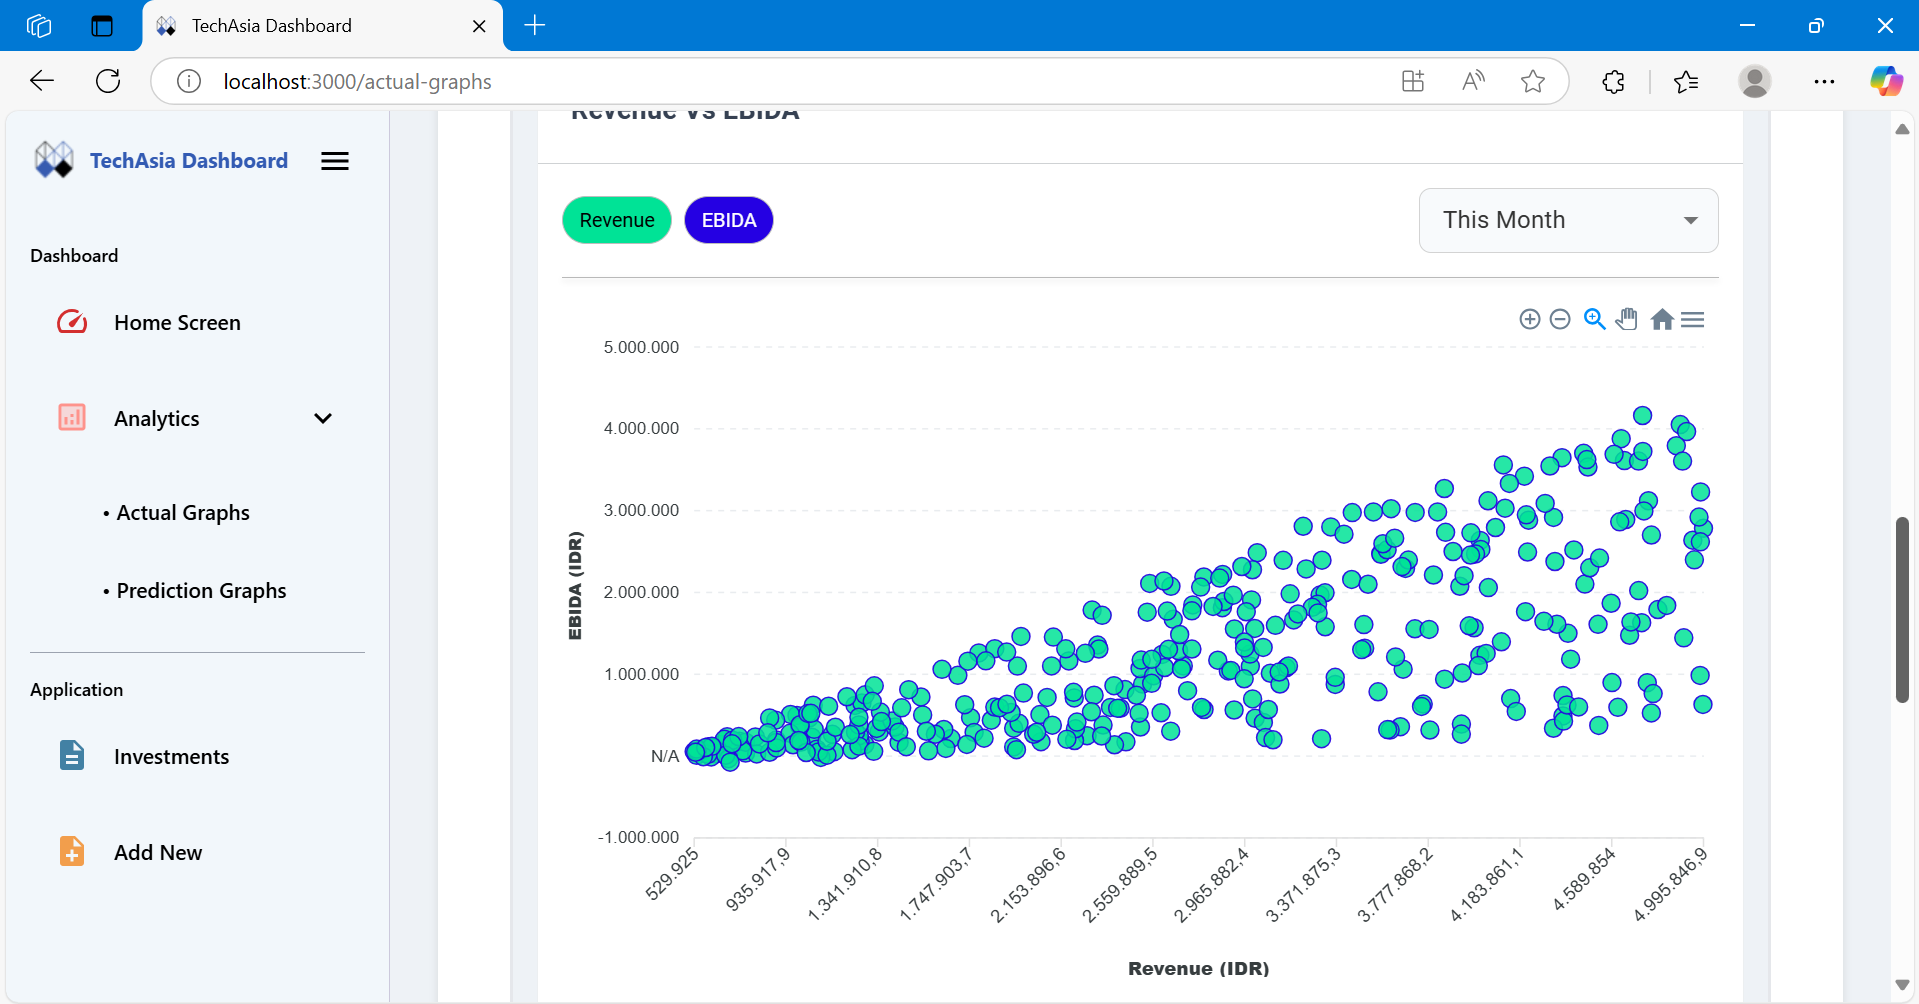 TechAsia Dashboard
localhost:3000/actual-graphs
TechAsia Dashboard
Dashboard
Home Screen
Analytics
• Actual Graphs
• Prediction Graphs
Application
Investments
Add New
Revenue Vs EBIDA
Revenue
EBIDA
This Month
5.000.000
4.000.000
3.000.000
2.000.000
1.000.000
N/A
-1.000.000
EBIDA (IDR)
529.925
935.917,9
1.341.910,8
1.747.903,7
2.153.896,6
2.559.889,5
2.965.882,4
3.371.875,3
3.777.868,2
4.183.861,1
4.589.854
4.995.846,9
Revenue (IDR)